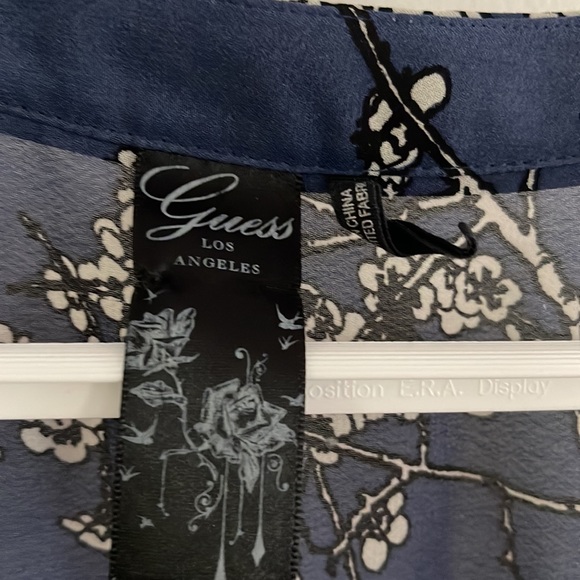 Guess
LOS
ANGELES
CHINA
osition E.R.A. Display